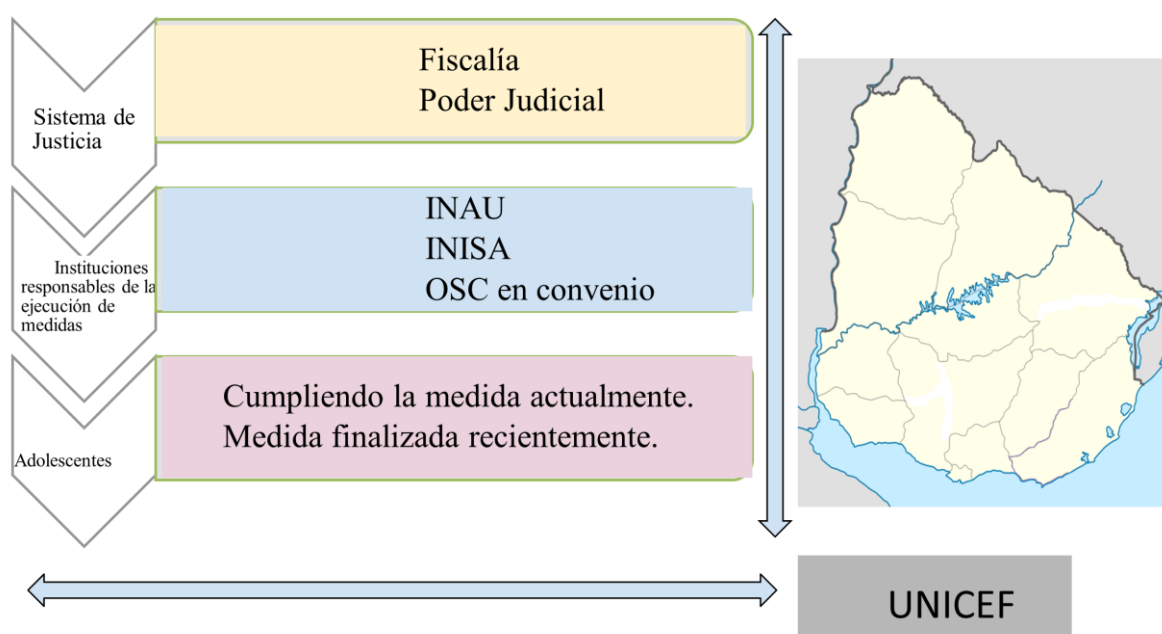 Sistema de
Justicia
Fiscalía
Poder Judicial
Instituciones
responsables de la
ejecución de
medidas
INAU
INISA
OSC en convenio
Adolescentes
Cumpliendo la medida actualmente.
Medida finalizada recientemente.
UNICEF